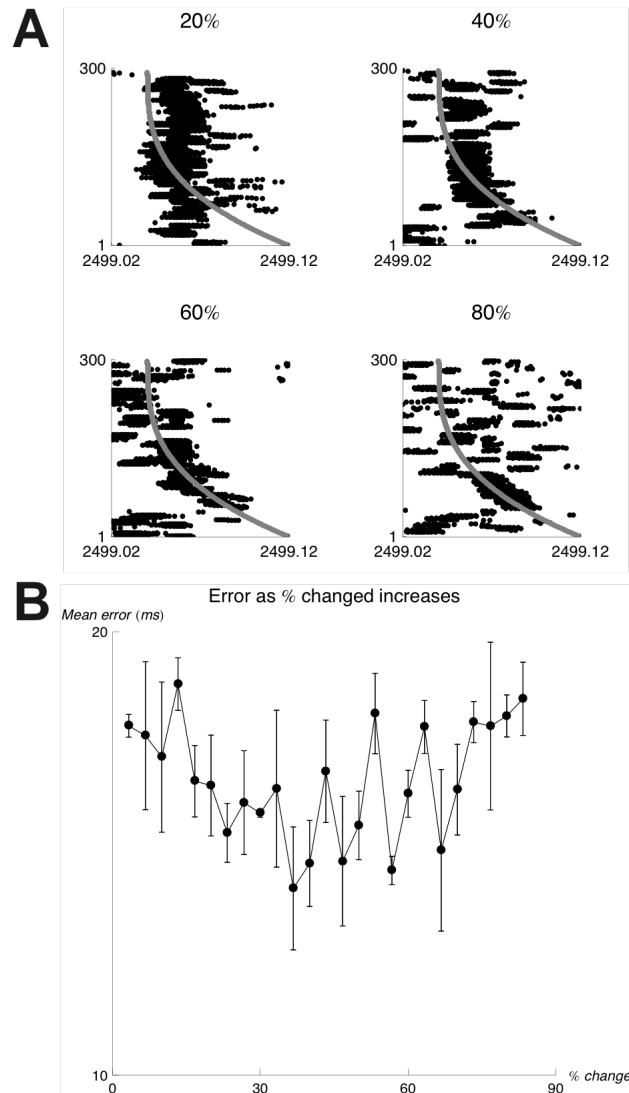 A
20% 40%
300 300
1 1
2499.02 2499.12 2499.02 2499.12
60% 80%
300 300
1 1
2499.02 2499.12 2499.02 2499.12
B
Error as % changed increases
Mean error (ms)
20
10
% change
0 30 60 90